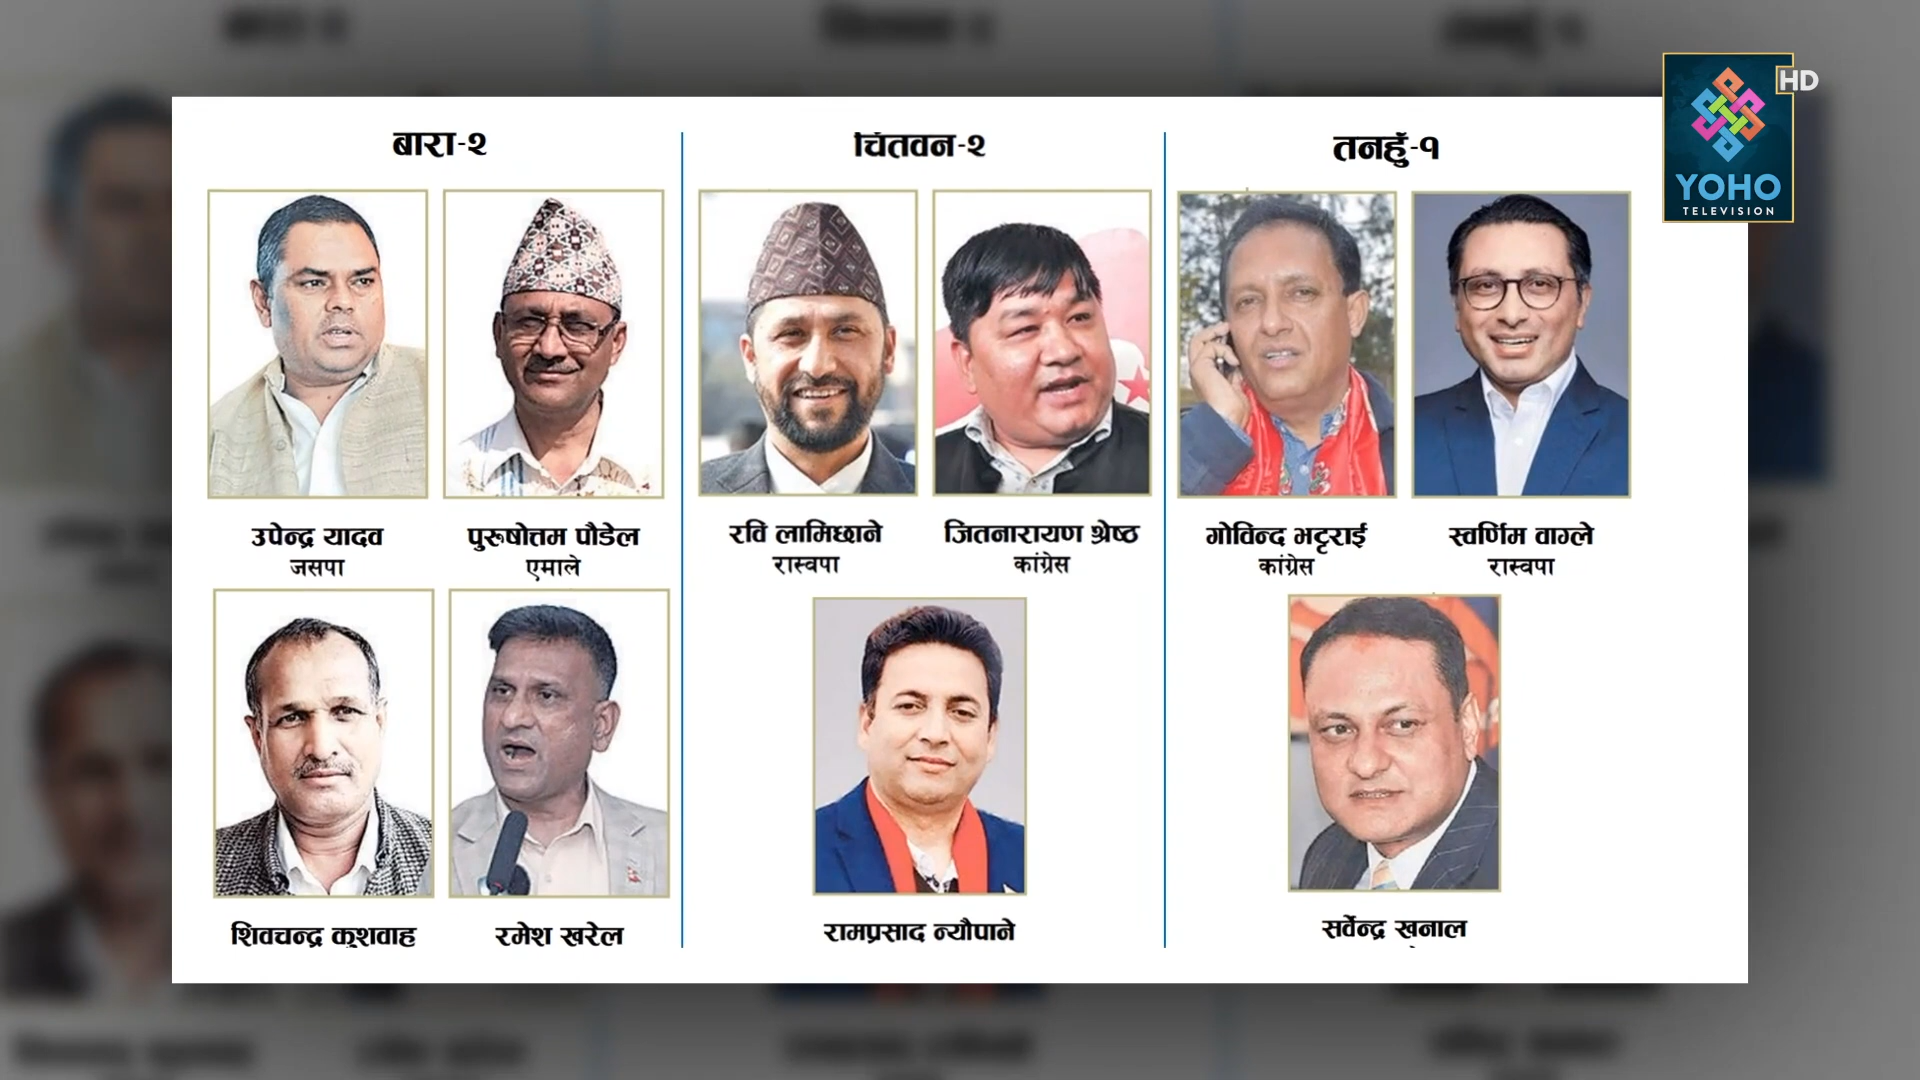 बारा-२
चितवन-२
तनहुँ-१
HD
YOHO
TELEVISION
उपेन्द्र यादव
जसपा
पुरूषोत्तम पौडेल
एमाले
रवि लामिछाने
रास्वपा
जितनारायण श्रेष्ठ
कांग्रेस
गोविन्द भट्टराई
कांग्रेस
स्वर्णिम वाग्ले
रास्वपा
शिवचन्द्र कुशवाह
रमेश खरेल
रामप्रसाद न्यौपाने
सर्वेन्द्र खनाल